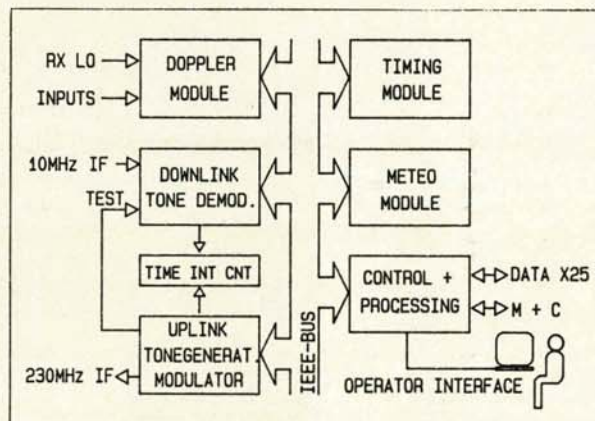 RX LO
INPUTS
DOPPLER
MODULE
TIMING
MODULE
10MHz IF
TEST
DOWNLINK
TONE DEMOD.
METEO
MODULE
TIME INT CNT
CONTROL +
PROCESSING
DATA X25
M + C
UPLINK
TONEGENERAT.
MODULATOR
230MHz IF
IEEE-BUS
OPERATOR INTERFACE